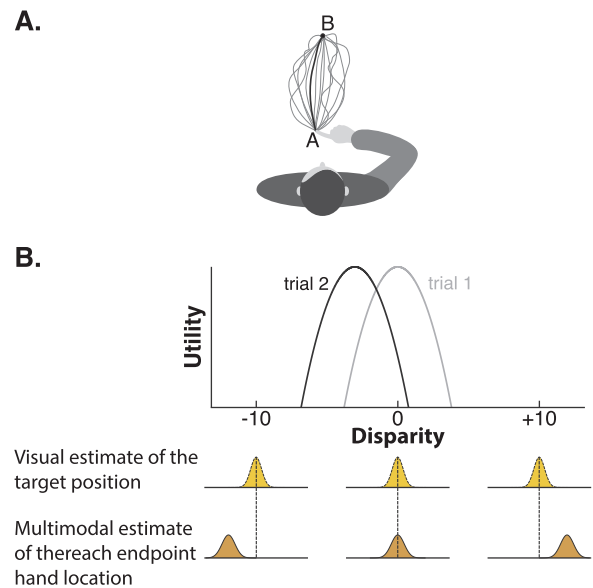 A.
B
A
B.
trial 2
trial 1
Utility
-10
0
+10
Disparity
Visual estimate of the
target position
Multimodal estimate
of thereach endpoint
hand location